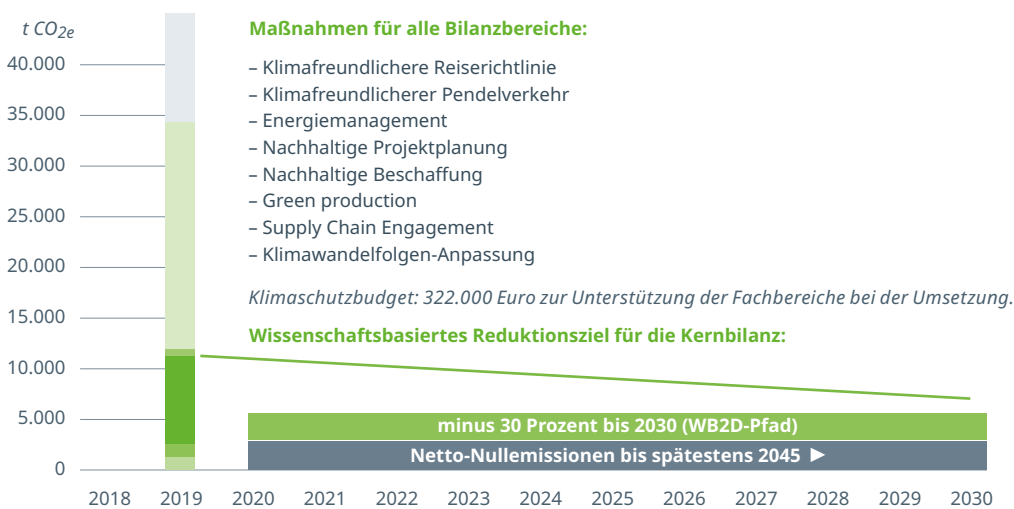 t CO2e
40.000
35.000
30.000
25.000
20.000
15.000
10.000
5.000
0
Maßnahmen für alle Bilanzbereiche:
– Klimafreundlichere Reiserichtlinie
– Klimafreundlicherer Pendelverkehr
– Energiemanagement
– Nachhaltige Projektplanung
– Nachhaltige Beschaffung
– Green production
– Supply Chain Engagement
– Klimawandelfolgen-Anpassung
Klimaschutzbudget: 322.000 Euro zur Unterstützung der Fachbereiche bei der Umsetzung.
Wissenschaftsbasiertes Reduktionsziel für die Kernbilanz:
minus 30 Prozent bis 2030 (WB2D-Pfad)
Netto-Nullemissionen bis spätestens 2045 ►
2018 2019 2020 2021 2022 2023 2024 2025 2026 2027 2028 2029 2030